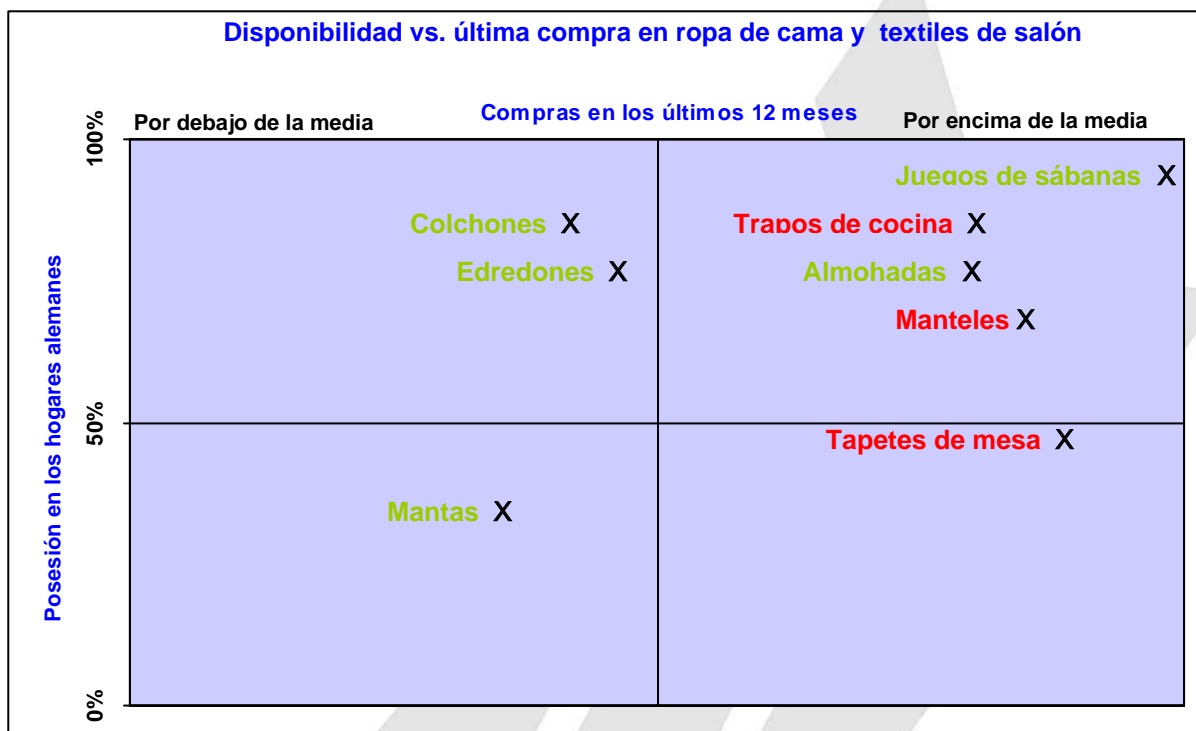 Disponibilidad vs. última compra en ropa de cama y textiles de salón
Compras en los últimos 12 meses
Por debajo de la media
Por encima de la media
100%
Juegos de sábanas X
Colchones X
Trapos de cocina X
Edredones X
Almohadas X
Manteles X
50%
Tapetes de mesa X
Mantas X
0%
Posesión en los hogares alemanes